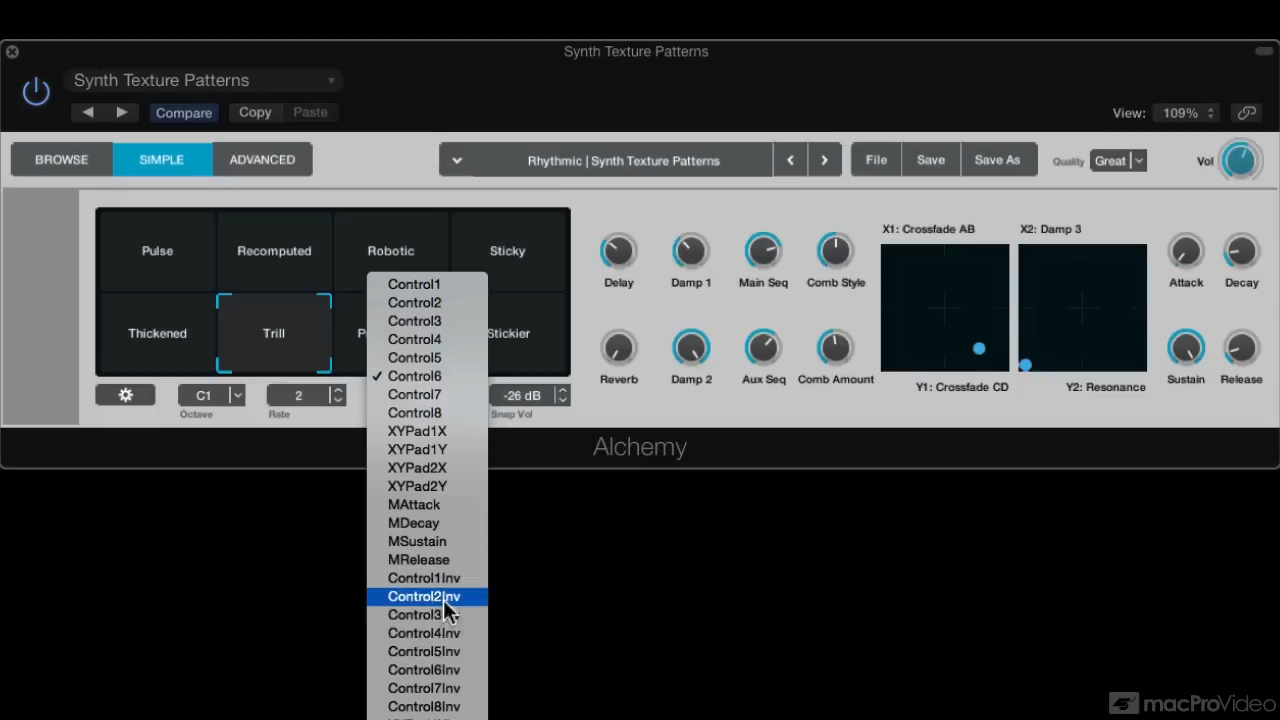 Synth Texture Patterns
Synth Texture Patterns
Compare Copy Paste
View: 109%
BROWSE SIMPLE ADVANCED
Rhythmic | Synth Texture Patterns
File Save Save As
Quality Great
Vol
Pulse Recomputed Robotic Sticky
Thickened Trill Stickier
C1 2 -26 dB
Octave Rate Snap Vol
Control1
Control2
Control3
Control4
Control5
✓ Control6
Control7
Control8
XYPad1X
XYPad1Y
XYPad2X
XYPad2Y
MAttack
MDecay
MSustain
MRelease
Control1Inv
Control2Inv
Control3
Control4Inv
Control5Inv
Control6Inv
Control7Inv
Control8Inv
Delay Damp 1 Main Seq Comb Style
Reverb Damp 2 Aux Seq Comb Amount
X1: Crossfade AB X2: Damp 3
Y1: Crossfade CD Y2: Resonance
Attack Decay
Sustain Release
Alchemy
macProVideo